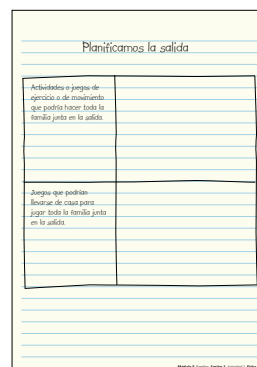 Planificamos la salida
Actividades o juegos de
ejercicio o de movimiento
que podría hacer toda la
familia junta en la salida.
Juegos que podrían
llevarse de casa para
jugar toda la familia junta
en la salida.